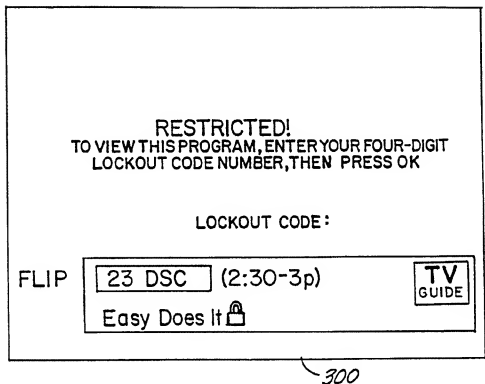 RESTRICTED!
TO VIEW THIS PROGRAM, ENTER YOUR FOUR-DIGIT
LOCKOUT CODE NUMBER, THEN PRESS OK
LOCKOUT CODE:
FLIP 23 DSC (2:30-3p) TV
GUIDE
Easy Does It
300